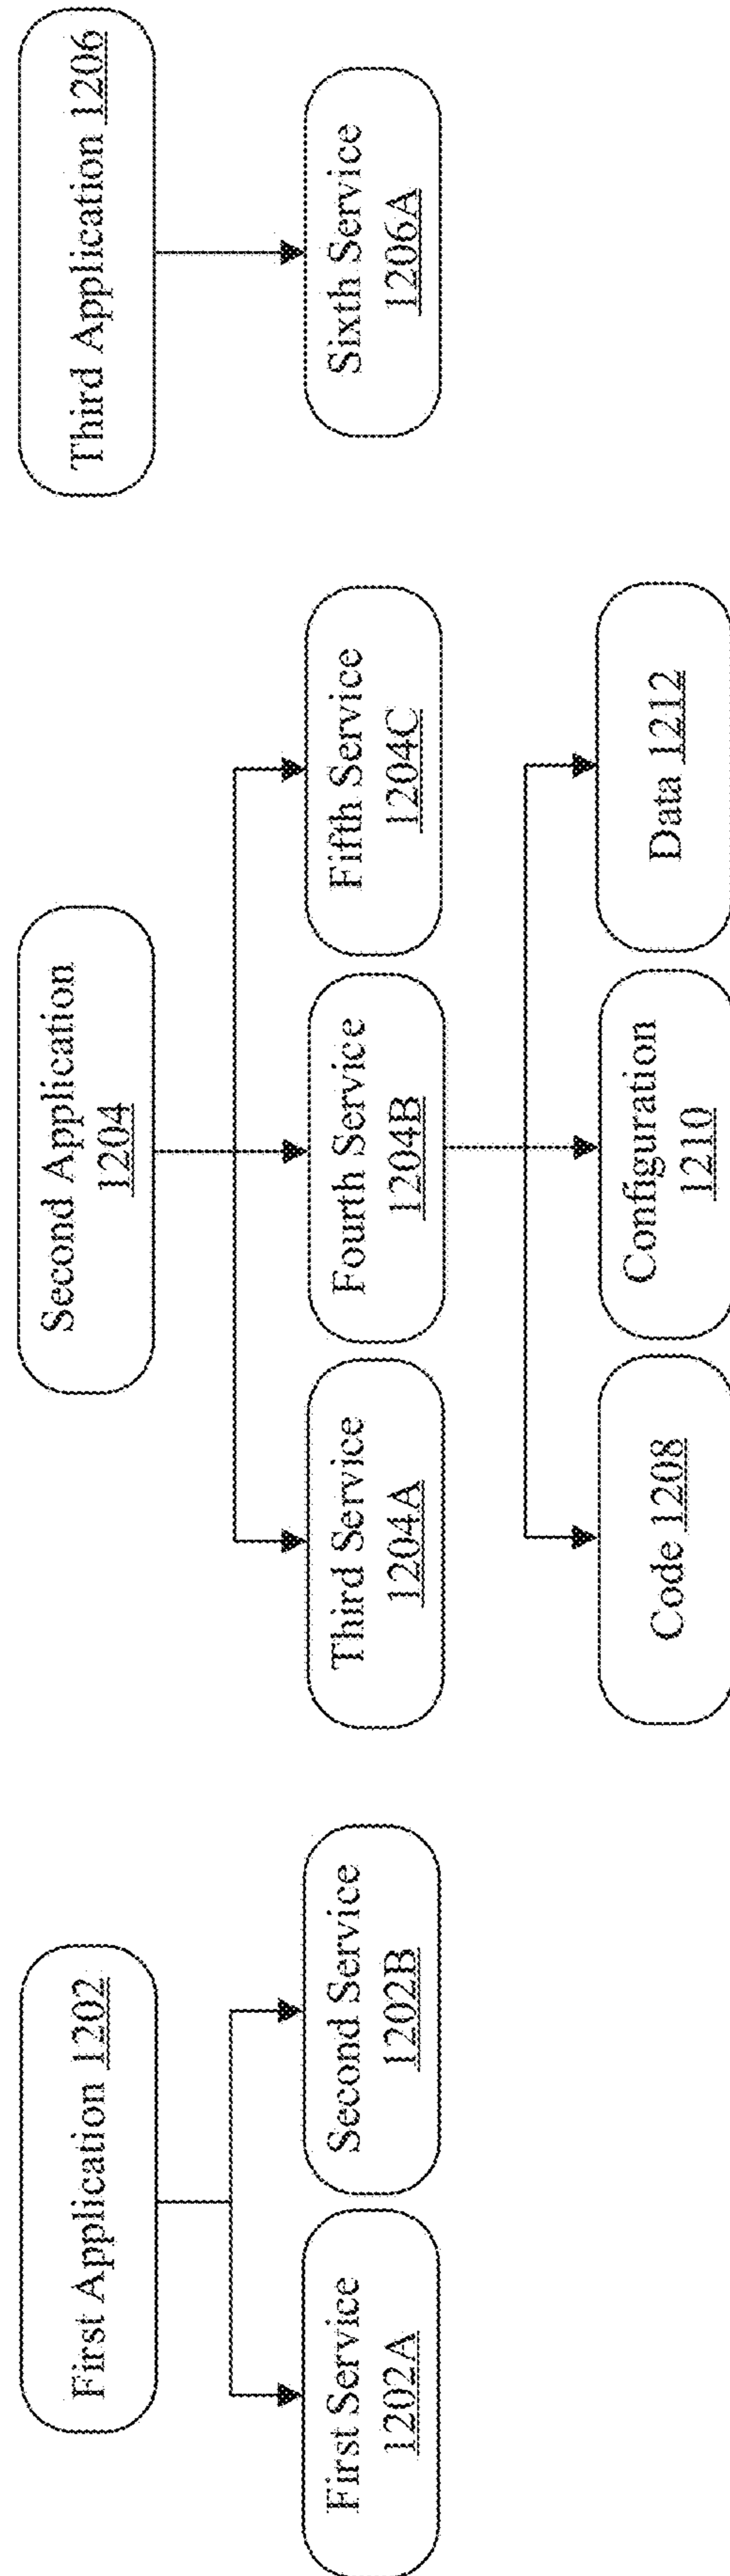 First Application 1202
Second Application
1204
Third Application 1206
First Service
1202A
Second Service
1202B
Third Service
1204A
Fourth Service
1204B
Fifth Service
1204C
Sixth Service
1206A
Code 1208
Configuration
1210
Data 1212